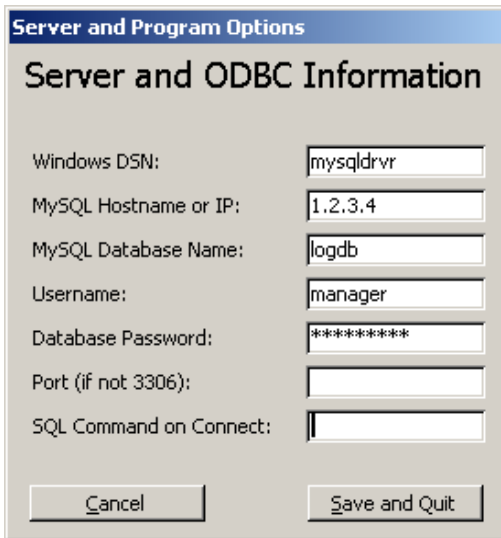 Server and Program Options
Server and ODBC Information
Windows DSN: mysqldrvr
MySQL Hostname or IP: 1.2.3.4
MySQL Database Name: logdb
Username: manager
Database Password: *********
Port (if not 3306):
SQL Command on Connect:
Cancel Save and Quit